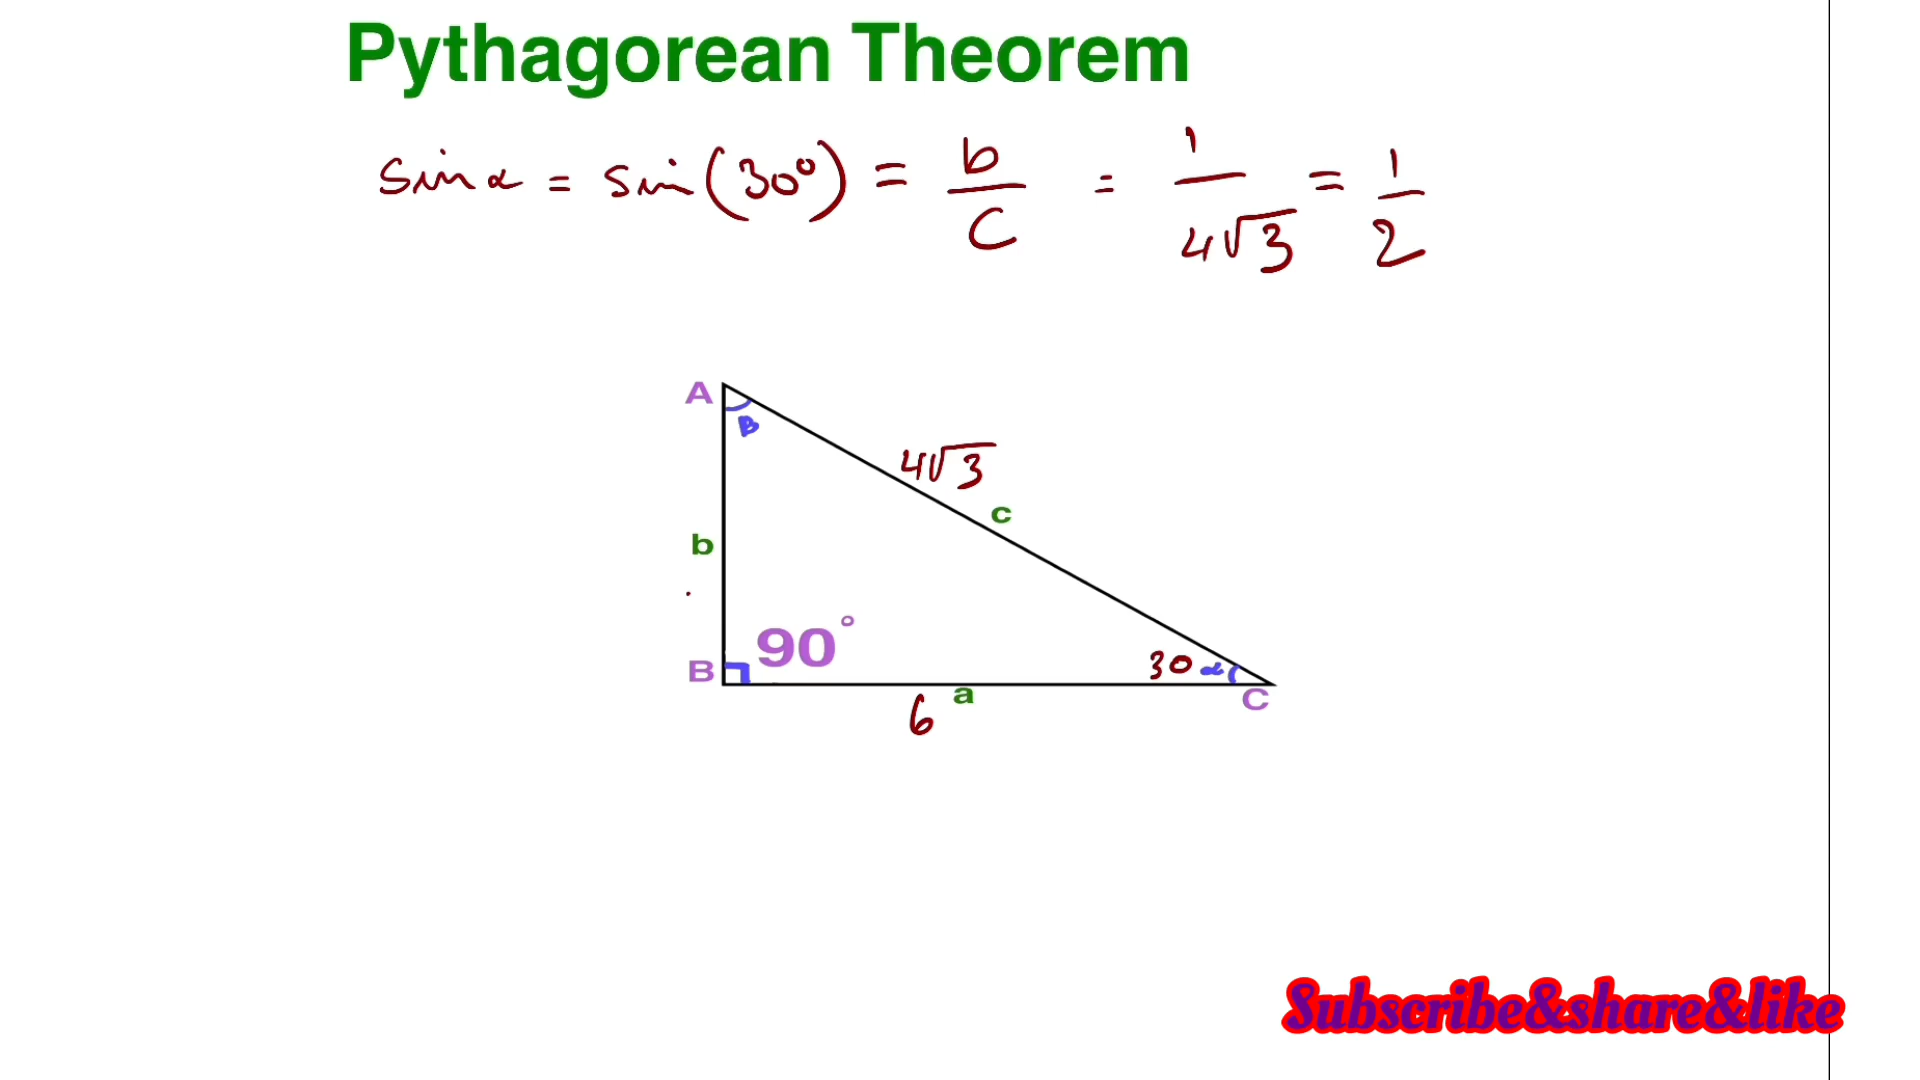 Pythagorean Theorem
sin α = sin(30°) = b/C = 1/4√3 = 1/2
A
B
4√3
c
b
90°
B
30 α
C
a
6
Subscribe&share&like